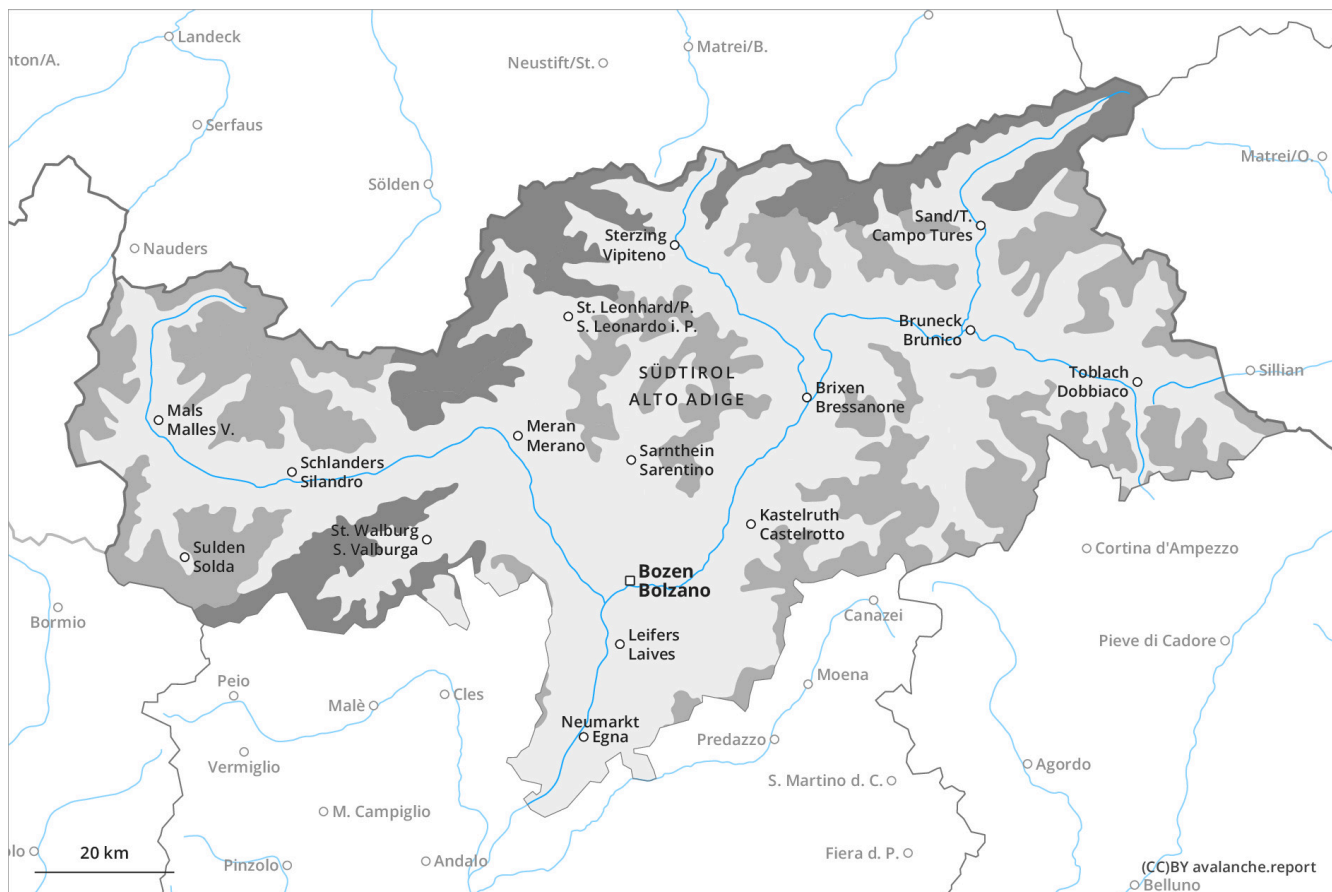 Landeck
Matrei/B.
nton/A.
Neustift/St.
Serfaus
Matrei/O.
Sölden
Sand/T.
Campo Tures
Sterzing
Vipiteno
Nauders
St. Leonhard/P.
S. Leonardo i. P.
Bruneck
Brunico
SÜDTIROL
ALTO ADIGE
Toblach
Dobbiaco
Sillian
Brixen
Bressanone
Mals
Malles V.
Meran
Merano
Sarnthein
Sarentino
Schlanders
Silandro
Kastelruth
Castelrotto
St. Walburg
S. Valburga
Sulden
Solda
Cortina d'Ampezzo
Bozen
Bolzano
Bormio
Canazei
Leifers
Laives
Pieve di Cadore
Peio
Moena
Malè
Cles
Neumarkt
Egna
Predazzo
Vermiglio
Agordo
S. Martino d. C.
M. Campiglio
olo
20 km
Pinzolo
Andalo
Fiera d. P.
(CC)BY avalanche.report
Belluno